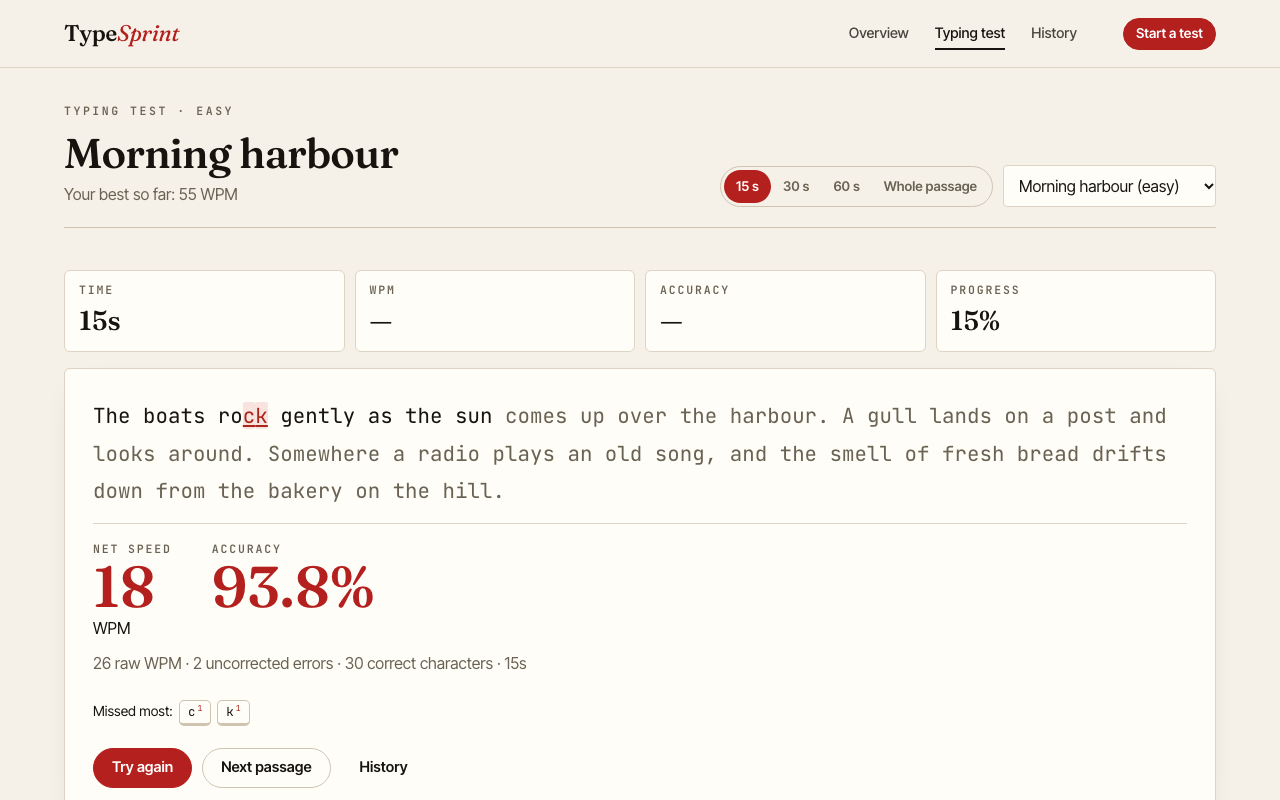 TypeSprint
Overview
Typing test
History
Start a test
TYPING TEST · EASY
Morning harbour
Your best so far: 55 WPM
15 s
30 s
60 s
Whole passage
Morning harbour (easy)
TIME
15s
WPM
—
ACCURACY
—
PROGRESS
15%
The boats rock gently as the sun comes up over the harbour. A gull lands on a post and
looks around. Somewhere a radio plays an old song, and the smell of fresh bread drifts
down from the bakery on the hill.
NET SPEED
18
WPM
ACCURACY
93.8%
26 raw WPM · 2 uncorrected errors · 30 correct characters · 15s
Missed most: c 1 k 1
Try again
Next passage
History